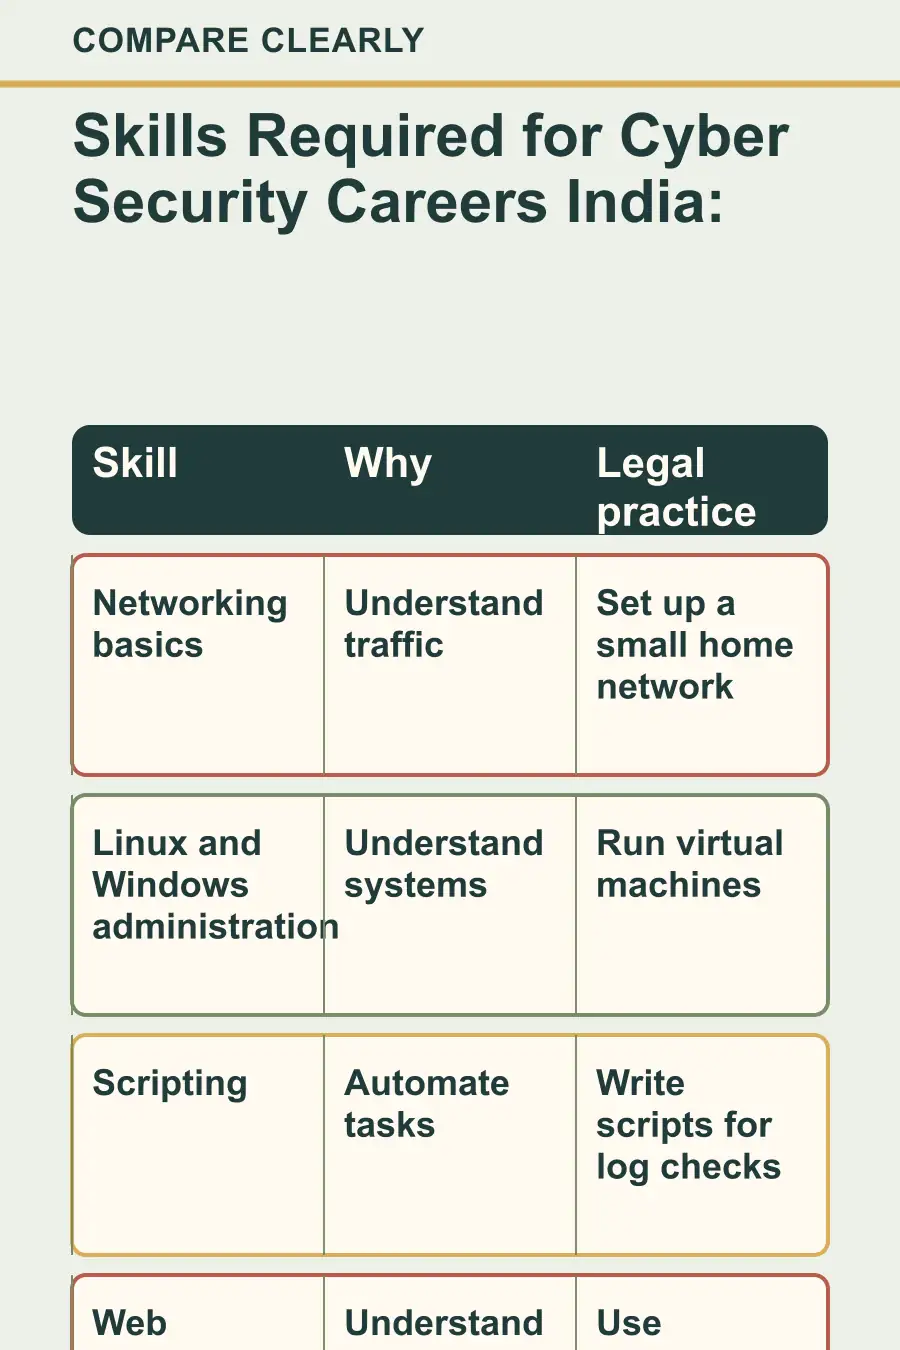 COMPARE CLEARLY
Skills Required for Cyber
Security Careers India:
Skill Why Legal
practice
Networking Understand Set up a
basics traffic small home
network
Linux and Understand Run virtual
Windows systems machines
administration
Scripting Automate Write
tasks scripts for
log checks
Web Understand Use